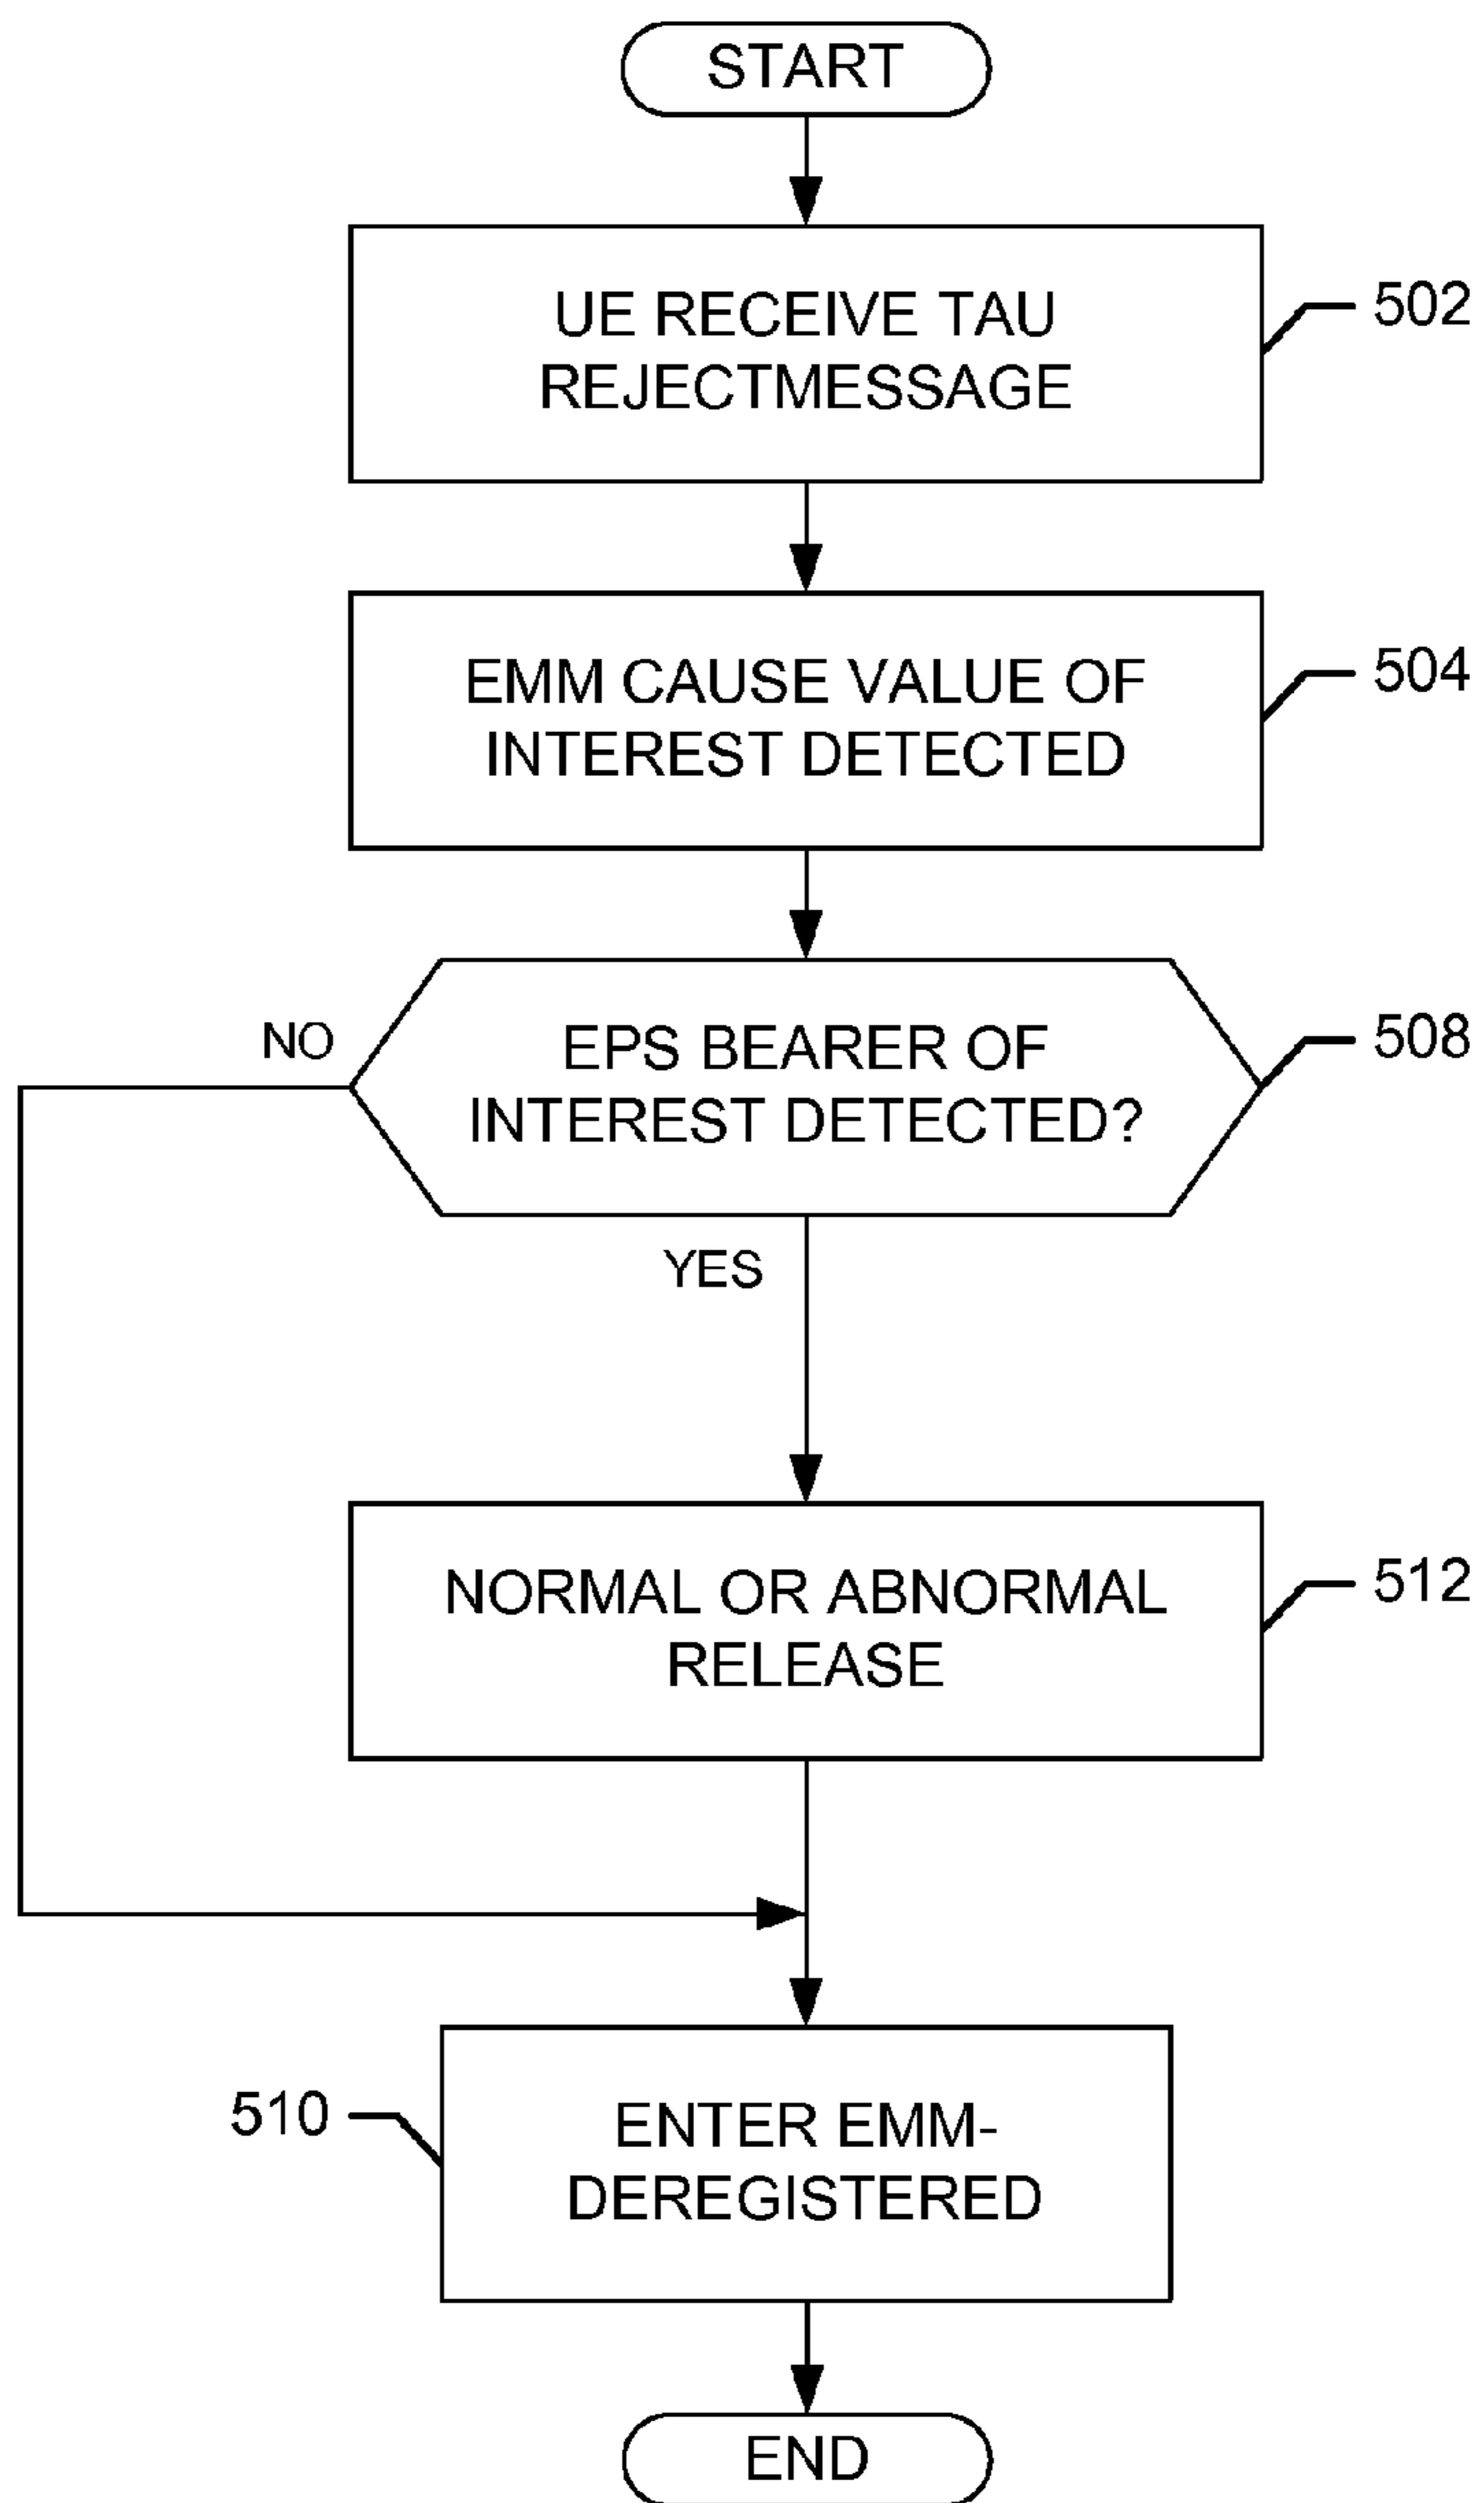 START
UE RECEIVE TAU
REJECTMESSAGE
502
EMM CAUSE VALUE OF
INTEREST DETECTED
504
NO
EPS BEARER OF
INTEREST DETECTED?
508
YES
NORMAL OR ABNORMAL
RELEASE
512
510
ENTER EMM-
DEREGISTERED
END